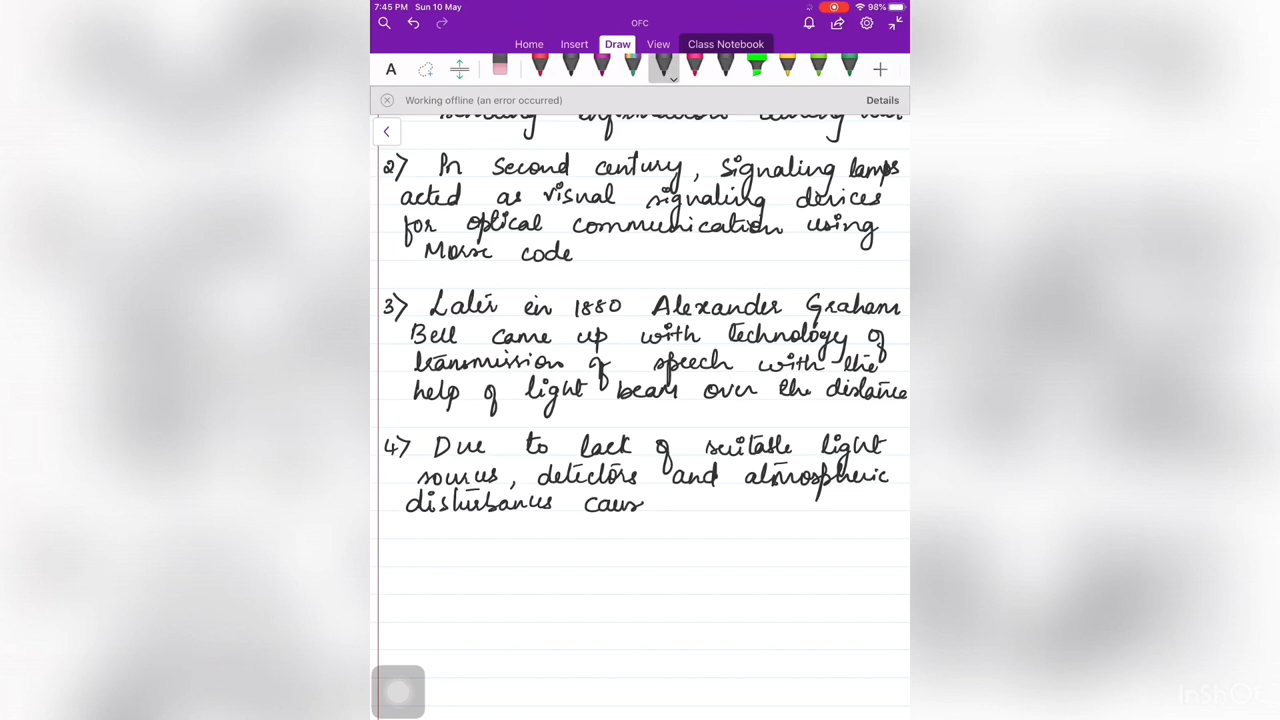 7:45 PM Sun 10 May
98%
OFC
Home Insert Draw View Class Notebook
A
Working offline (an error occurred) Details
2) In second century, signaling lamps
acted as visual signaling devices
for optical communication using
Morse code
3) Later in 1880 Alexander Graham
Bell came up with technology of
transmission of speech with the
help of light beam over the distance
4) Due to lack of suitable light
sources, detectors and atmospheric
disturbances caus
InShOt